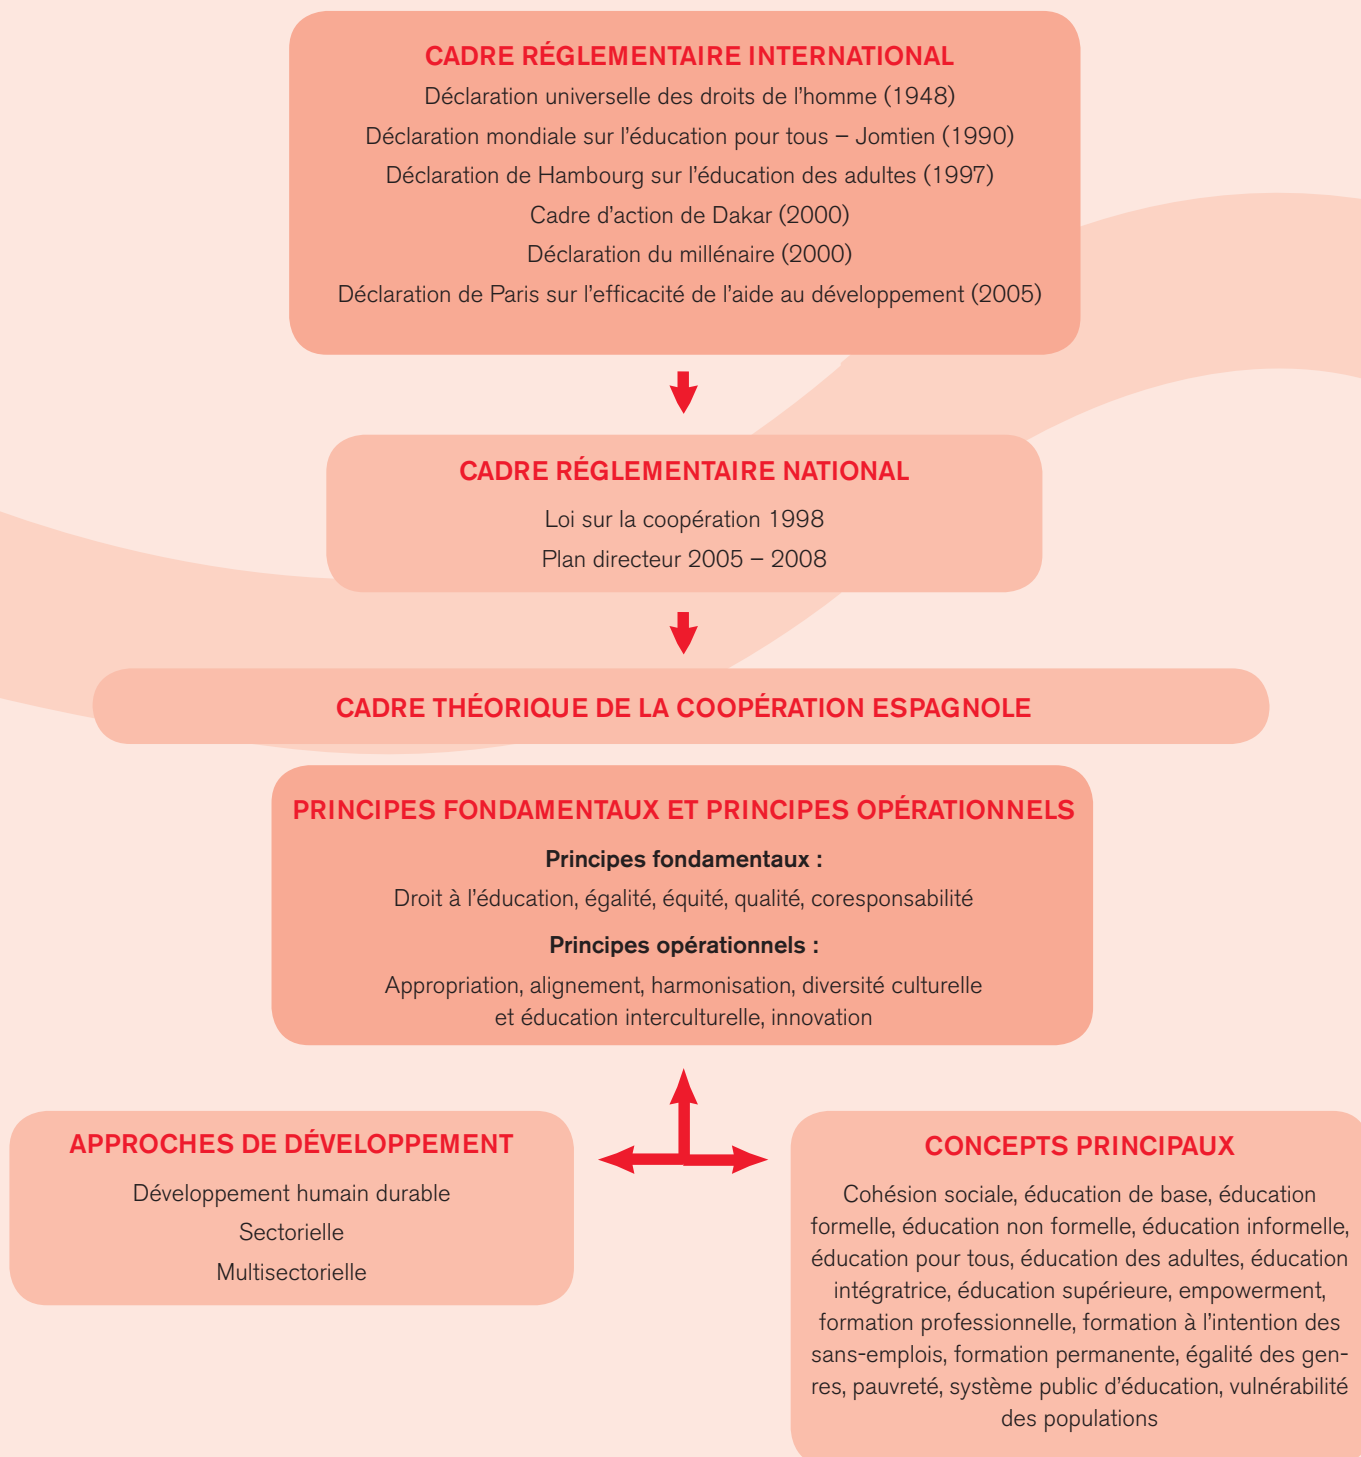 CADRE RÉGLEMENTAIRE INTERNATIONAL
Déclaration universelle des droits de l'homme (1948)
Déclaration mondiale sur l'éducation pour tous – Jomtien (1990)
Déclaration de Hambourg sur l'éducation des adultes (1997)
Cadre d'action de Dakar (2000)
Déclaration du millénaire (2000)
Déclaration de Paris sur l'efficacité de l'aide au développement (2005)
CADRE RÉGLEMENTAIRE NATIONAL
Loi sur la coopération 1998
Plan directeur 2005 – 2008
CADRE THÉORIQUE DE LA COOPÉRATION ESPAGNOLE
PRINCIPES FONDAMENTAUX ET PRINCIPES OPÉRATIONNELS
Principes fondamentaux :
Droit à l'éducation, égalité, équité, qualité, coresponsabilité
Principes opérationnels :
Appropriation, alignement, harmonisation, diversité culturelle
et éducation interculturelle, innovation
APPROCHES DE DÉVELOPPEMENT
Développement humain durable
Sectorielle
Multisectorielle
CONCEPTS PRINCIPAUX
Cohésion sociale, éducation de base, éducation
formelle, éducation non formelle, éducation informelle,
éducation pour tous, éducation des adultes, éducation
intégratrice, éducation supérieure, empowerment,
formation professionnelle, formation à l'intention des
sans-emplois, formation permanente, égalité des gen-
res, pauvreté, système public d'éducation, vulnérabilité
des populations